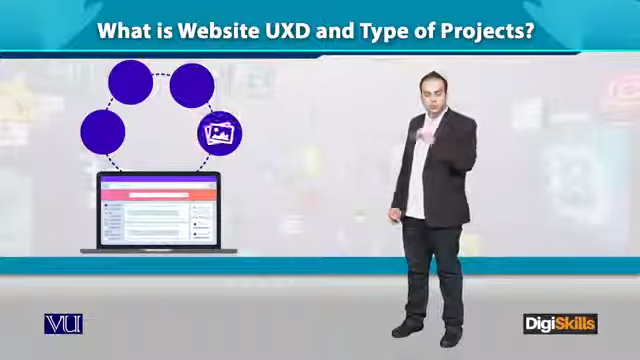 What is Website UXD and Type of Projects?
VU
DigiSkills